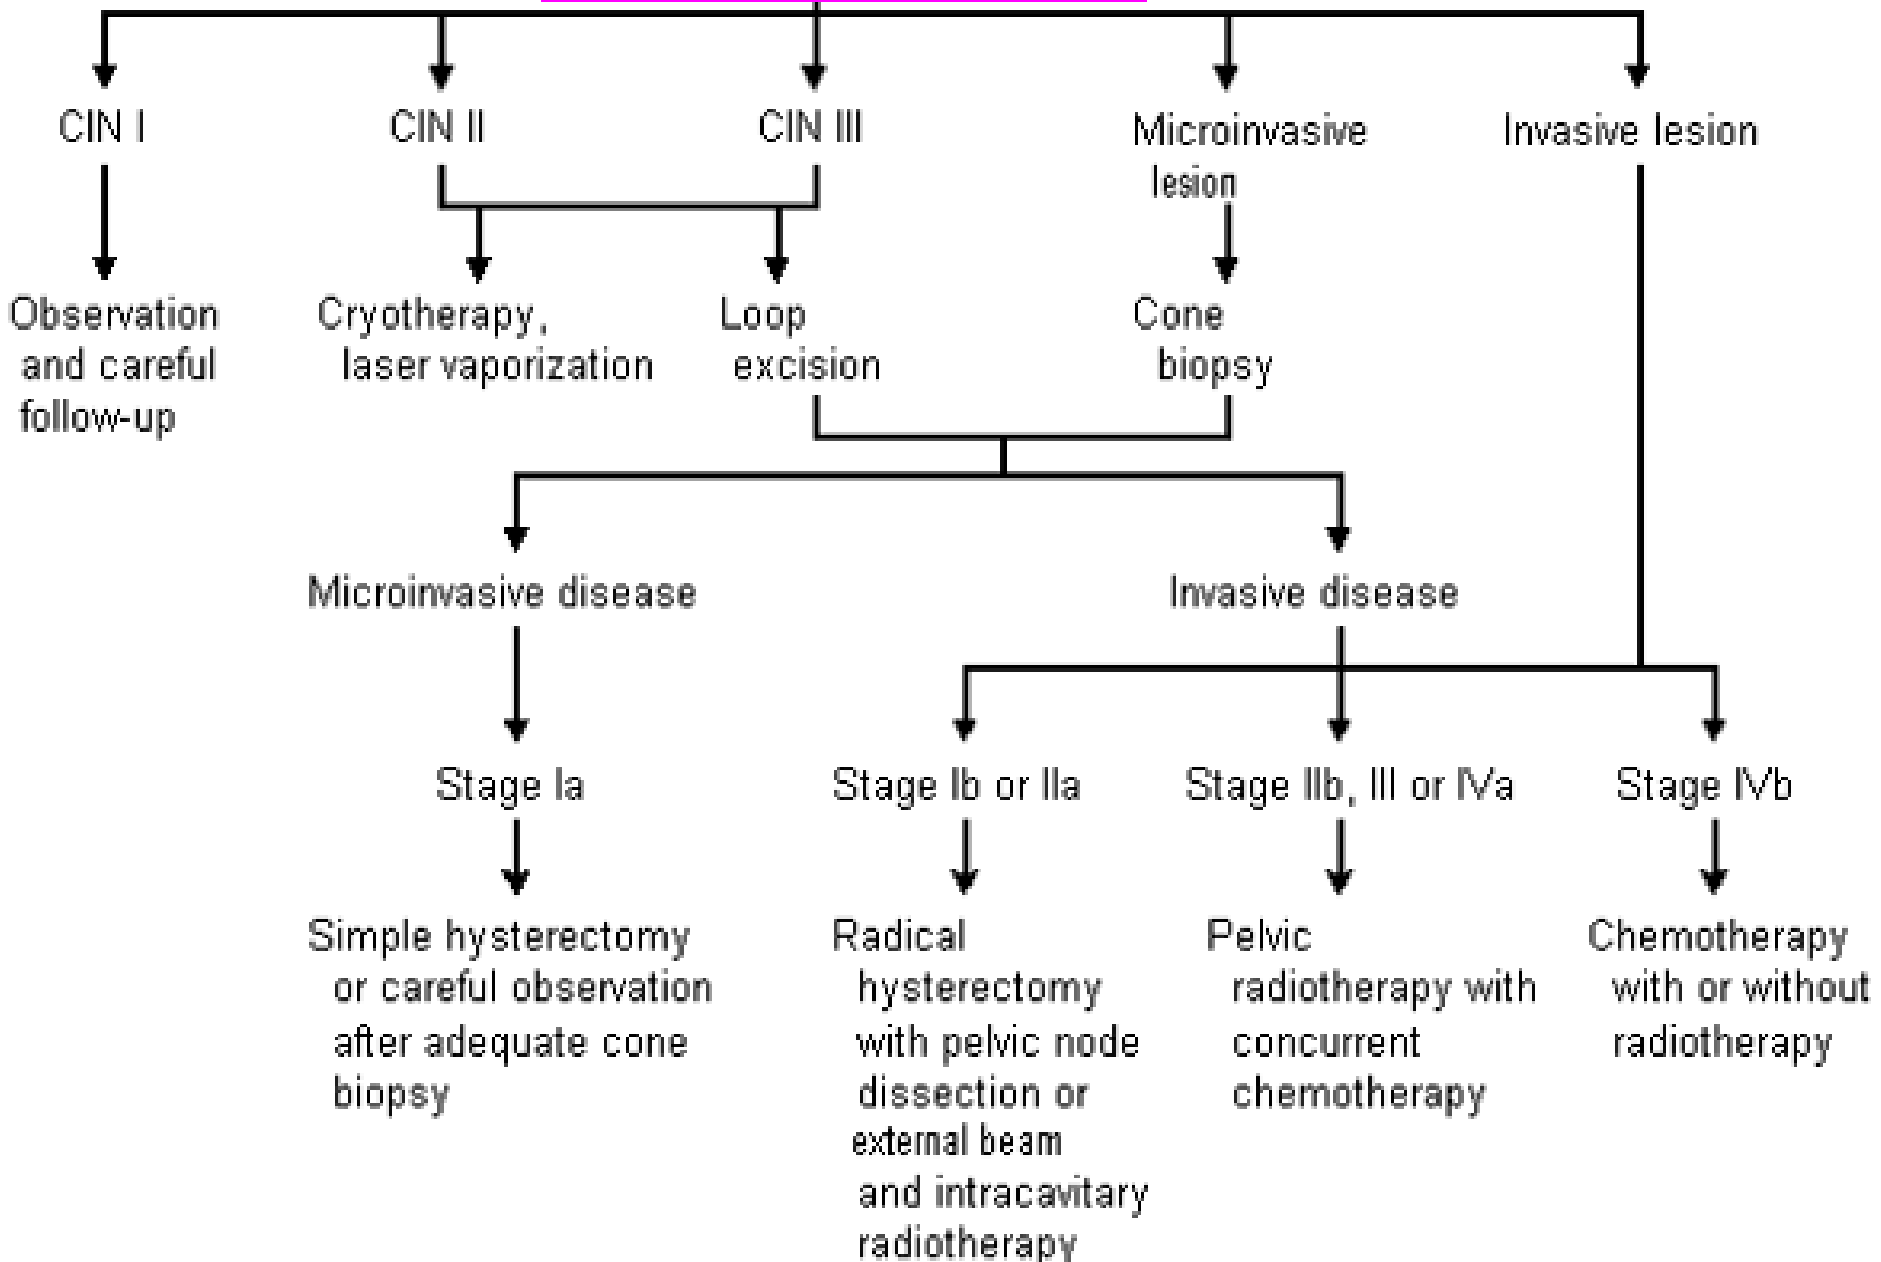 CIN I
CIN II
CIN III
Microinvasive
lesion
Invasive lesion
Observation
and careful
follow-up
Cryotherapy,
laser vaporization
Loop
excision
Cone
biopsy
Microinvasive disease
Invasive disease
Stage Ia
Stage Ib or IIa
Stage IIb, III or IVa
Stage IVb
Simple hysterectomy
or careful observation
after adequate cone
biopsy
Radical
hysterectomy
with pelvic node
dissection or
external beam
and intracavitary
radiotherapy
Pelvic
radiotherapy with
concurrent
chemotherapy
Chemotherapy
with or without
radiotherapy